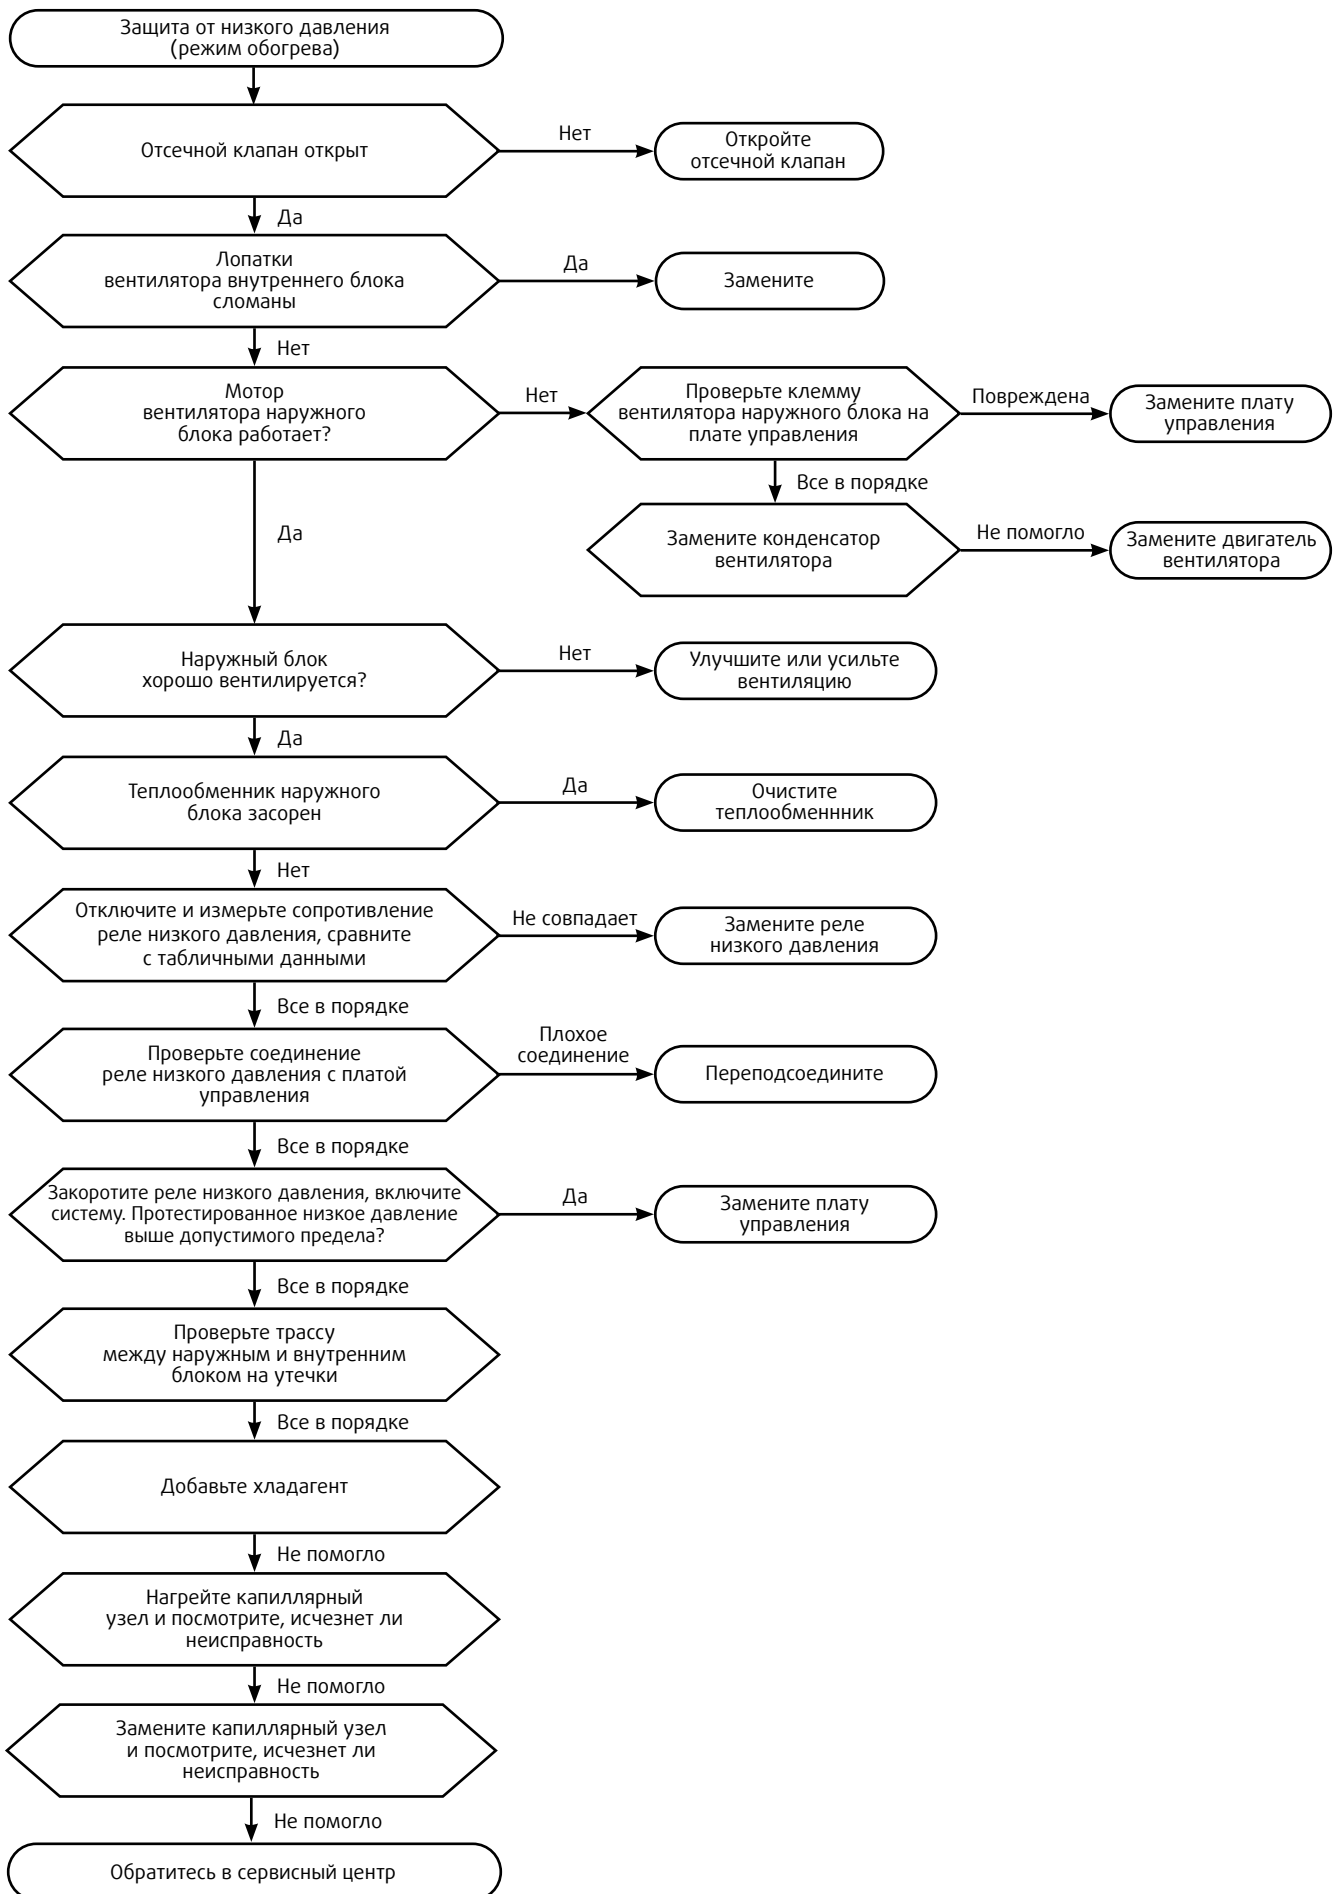 Защита от низкого давления
(режим обогрева)
Отсечной клапан открыт
Нет
Откройте
отсечной клапан
Да
Лопатки
вентилятора внутреннего блока
сломаны
Да
Замените
Нет
Мотор
вентилятора наружного
блока работает?
Нет
Проверьте клемму
вентилятора наружного блока на
плате управления
Повреждена
Замените плату
управления
Все в порядке
Замените конденсатор
вентилятора
Не помогло
Замените двигатель
вентилятора
Да
Наружный блок
хорошо вентилируется?
Нет
Улучшите или усильте
вентиляцию
Да
Теплообменник наружного
блока засорен
Да
Очистите
теплообменнник
Нет
Отключите и измерьте сопротивление
реле низкого давления, сравните
с табличными данными
Не совпадает
Замените реле
низкого давления
Все в порядке
Проверьте соединение
реле низкого давления с платой
управления
Плохое
соединение
Переподсоедините
Все в порядке
Закоротите реле низкого давления, включите
систему. Протестированное низкое давление
выше допустимого предела?
Да
Замените плату
управления
Все в порядке
Проверьте трассу
между наружным и внутренним
блоком на утечки
Все в порядке
Добавьте хладагент
Не помогло
Нагрейте капиллярный
узел и посмотрите, исчезнет ли
неисправность
Не помогло
Замените капиллярный узел
и посмотрите, исчезнет ли
неисправность
Не помогло
Обратитесь в сервисный центр